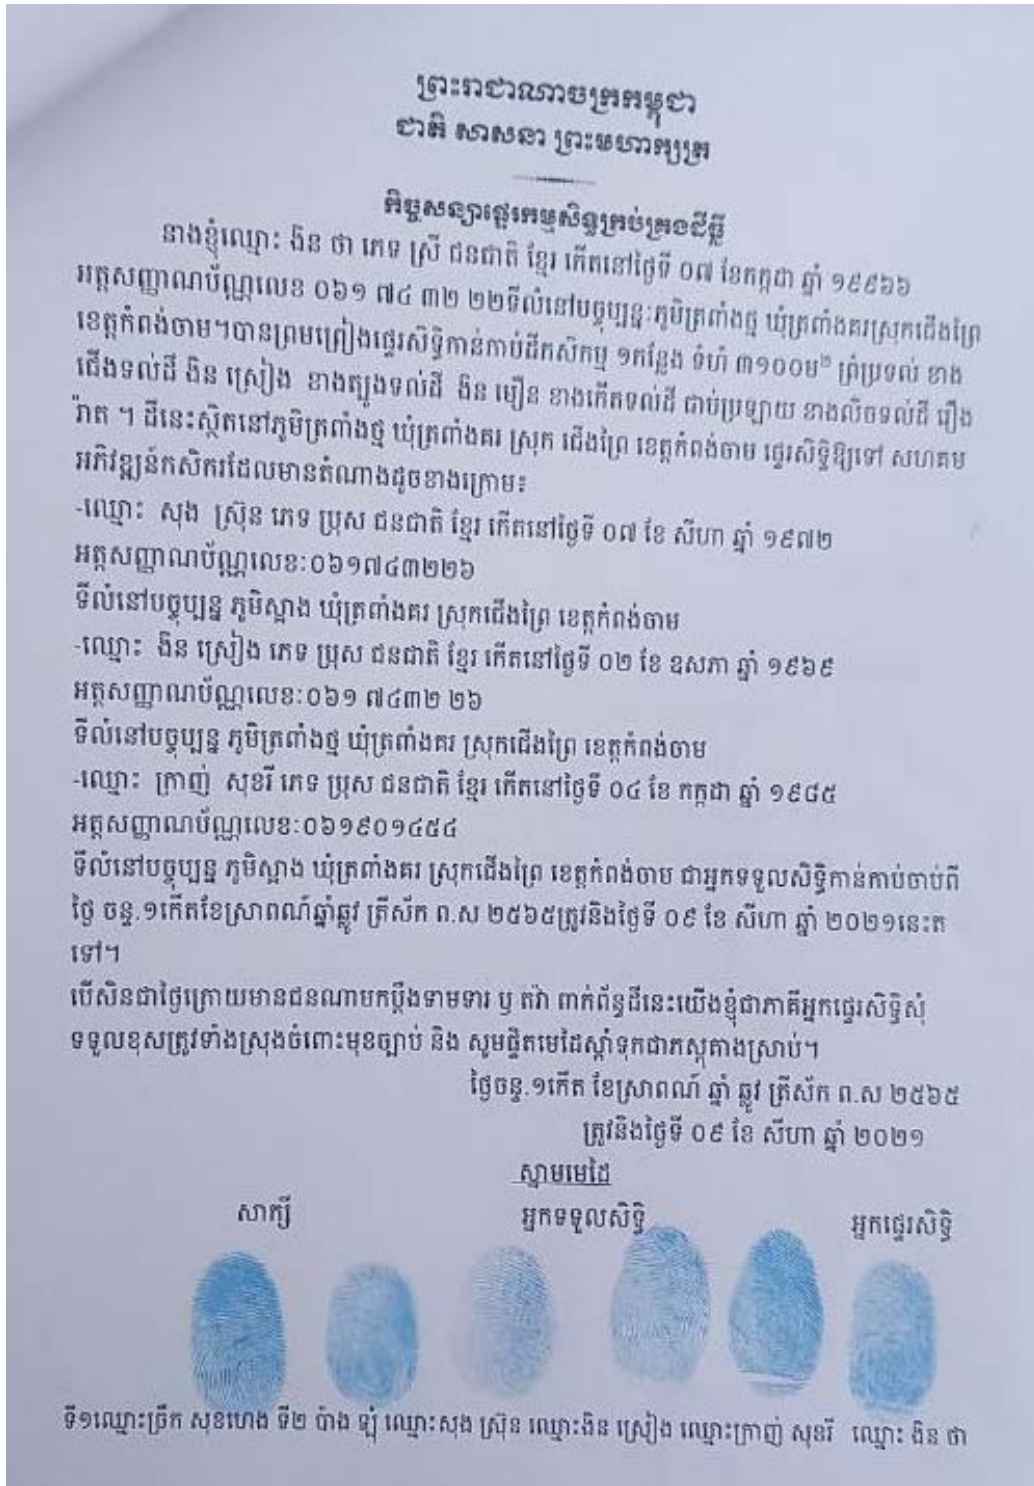 ព្រះរាជាណាចក្រកម្ពុជា
ជាតិ សាសនា ព្រះមហាក្សត្រ
កិច្ចសន្យាផ្ទេរកម្មសិទ្ធគ្រប់គ្រងដីធ្លី
នាងខ្ញុំឈ្មោះ ង៉ិន ថា ភេទ ស្រី ជនជាតិ ខ្មែរ កើតនៅថ្ងៃទី ០៧ ខែកក្កដា ឆ្នាំ ១៩៩៦៦
អត្តសញ្ញាណប័ណ្ណលេខ ០៦១ ៧៤ ៣២ ២២ទីលំនៅបច្ចុប្បន្នៈភូមិត្រពាំងថ្ម ឃុំត្រពាំងគរស្រុកជើងព្រៃ
ខេត្តកំពង់ចាម។បានព្រមព្រៀងផ្ទេរសិទ្ធិកាន់កាប់ដីកសិកម្ម ១កន្លែង ទំហំ ៣១០០ម² ព្រំប្រទល់ ខាង
ជើងទល់ដី ង៉ិន ស្រៀង ខាងត្បូងទល់ដី ង៉ិន មឿន ខាងកើតទល់ដី ជាប់ប្រឡាយ ខាងលិចទល់ដី រឿង
រ៉ាត ។ ដីនេះស្ថិតនៅភូមិត្រពាំងថ្ម ឃុំត្រពាំងគរ ស្រុក ជើងព្រៃ ខេត្តកំពង់ចាម ផ្ទេរសិទ្ធិឱ្យទៅ សហគម
អភិវឌ្ឍន៍កសិករដែលមានតំណាងដូចខាងក្រោម៖
-ឈ្មោះ សុង ស្រ៊ុន ភេទ ប្រុស ជនជាតិ ខ្មែរ កើតនៅថ្ងៃទី ០៧ ខែ សីហា ឆ្នាំ ១៩៧២
អត្តសញ្ញាណប័ណ្ណលេខៈ០៦១៧៤៣២២៦
ទីលំនៅបច្ចុប្បន្ន ភូមិស្ពាង ឃុំត្រពាំងគរ ស្រុកជើងព្រៃ ខេត្តកំពង់ចាម
-ឈ្មោះ ង៉ិន ស្រៀង ភេទ ប្រុស ជនជាតិ ខ្មែរ កើតនៅថ្ងៃទី ០២ ខែ ឧសភា ឆ្នាំ ១៩៦៩
អត្តសញ្ញាណប័ណ្ណលេខៈ០៦១ ៧៤៣២ ២៦
ទីលំនៅបច្ចុប្បន្ន ភូមិត្រពាំងថ្ម ឃុំត្រពាំងគរ ស្រុកជើងព្រៃ ខេត្តកំពង់ចាម
-ឈ្មោះ ក្រាញ់ សុខរី ភេទ ប្រុស ជនជាតិ ខ្មែរ កើតនៅថ្ងៃទី ០៤ ខែ កក្កដា ឆ្នាំ ១៩៨៥
អត្តសញ្ញាណប័ណ្ណលេខៈ០៦១៩០១៤៥៤
ទីលំនៅបច្ចុប្បន្ន ភូមិស្ពាង ឃុំត្រពាំងគរ ស្រុកជើងព្រៃ ខេត្តកំពង់ចាម ជាអ្នកទទួលសិទ្ធិកាន់កាប់ចាប់ពី
ថ្ងៃ ចន្ទ.១កើតខែស្រាពណ៍ឆ្នាំឆ្លូវ ត្រីស័ក ព.ស ២៥៦៥ត្រូវនិងថ្ងៃទី ០៩ ខែ សីហា ឆ្នាំ ២០២១នេះត
ទៅ។
បើសិនជាថ្ងៃក្រោយមានជនណាមកប្តឹងទាមទារ ឬ តវ៉ា ពាក់ព័ន្ធដីនេះយើងខ្ញុំជាភាគីអ្នកផ្ទេរសិទ្ធិសុំ
ទទួលខុសត្រូវទាំងស្រុងចំពោះមុខច្បាប់ និង សូមផ្តិតមេដៃស្តាំទុកជាភស្តុតាងស្រាប់។
ថ្ងៃចន្ទ.១កើត ខែស្រាពណ៍ ឆ្នាំ ឆ្លូវ ត្រីស័ក ព.ស ២៥៦៥
ត្រូវនិងថ្ងៃទី ០៩ ខែ សីហា ឆ្នាំ ២០២១
ស្នាមមេដៃ
សាក្សី អ្នកទទួលសិទ្ធិ អ្នកផ្ទេរសិទ្ធិ
ទី១ឈ្មោះច្រឹក សុខហេង ទី២ ប៉ាង ឡុំ ឈ្មោះសុង ស្រ៊ុន ឈ្មោះង៉ិន ស្រៀង ឈ្មោះក្រាញ់ សុខរី ឈ្មោះ ង៉ិន ថា